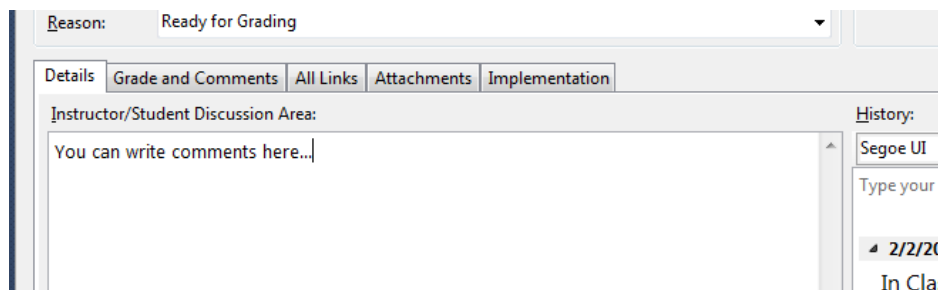 Reason: Ready for Grading
Details Grade and Comments All Links Attachments Implementation
Instructor/Student Discussion Area: History:
You can write comments here... Segoe UI
Type your
2/2/20
In Cla